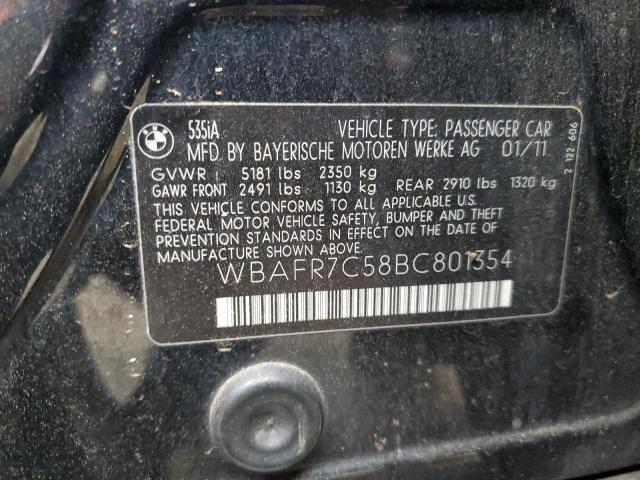 BMW
535iA VEHICLE TYPE: PASSENGER CAR
MFD BY BAYERISCHE MOTOREN WERKE AG 01/11
GVWR : 5181 lbs 2350 kg
GAWR FRONT 2491 lbs 1130 kg REAR 2910 lbs 1320 kg
THIS VEHICLE CONFORMS TO ALL APPLICABLE U.S.
FEDERAL MOTOR VEHICLE SAFETY, BUMPER AND THEFT
PREVENTION STANDARDS IN EFFECT ON THE DATE OF
MANUFACTURE SHOWN ABOVE.
WBAFR7C58BC801354
2 122 606